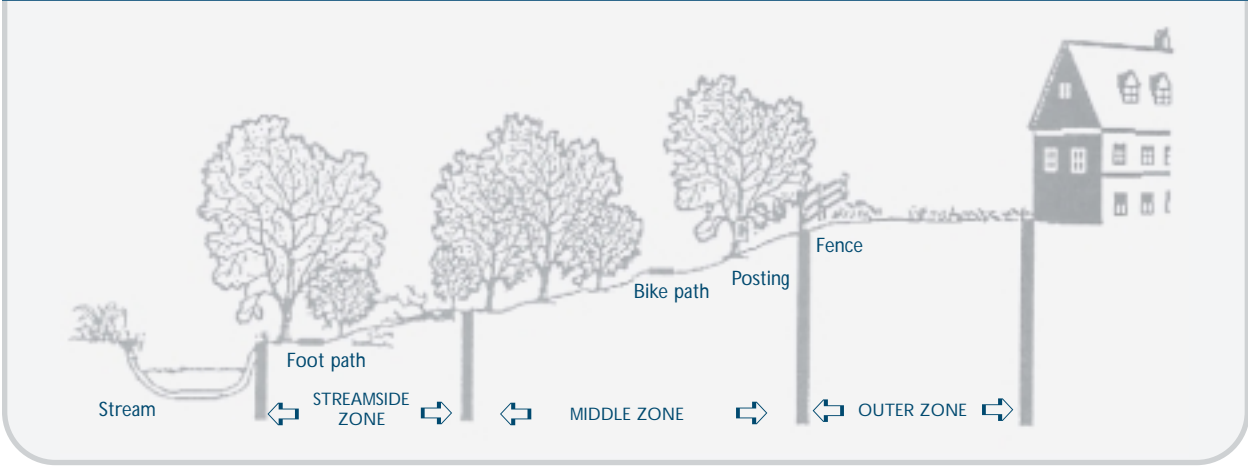 Fence
Posting
Bike path
Foot path
Stream
STREAMSIDE
ZONE
MIDDLE ZONE
OUTER ZONE